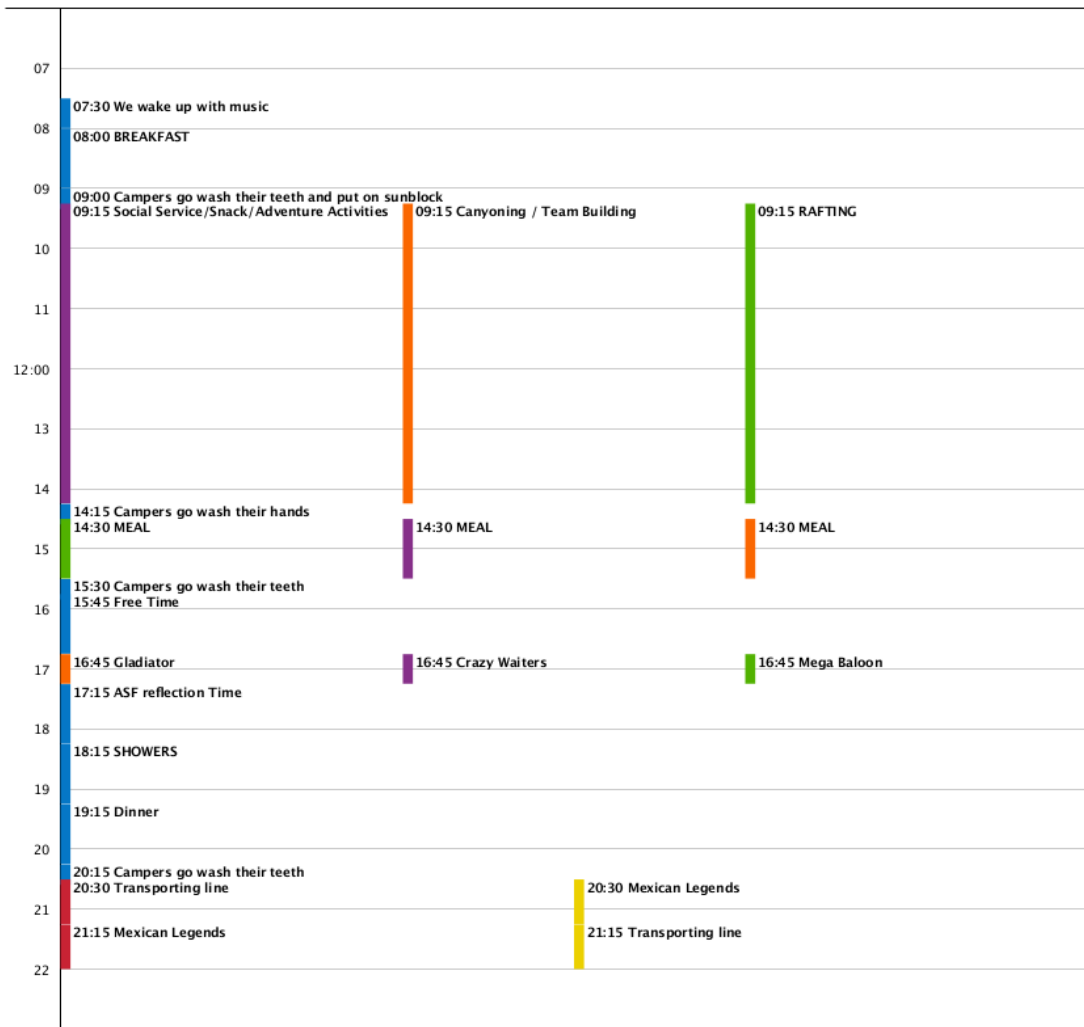 07
07:30 We wake up with music
08
08:00 BREAKFAST
09
09:00 Campers go wash their teeth and put on sunblock
09:15 Social Service/Snack/Adventure Activities
09:15 Canyoning / Team Building
09:15 RAFTING
10
11
12:00
13
14
14:15 Campers go wash their hands
14:30 MEAL
14:30 MEAL
14:30 MEAL
15
15:30 Campers go wash their teeth
15:45 Free Time
16
16:45 Gladiator
16:45 Crazy Waiters
16:45 Mega Baloon
17
17:15 ASF reflection Time
18
18:15 SHOWERS
19
19:15 Dinner
20
20:15 Campers go wash their teeth
20:30 Transporting line
20:30 Mexican Legends
21
21:15 Mexican Legends
21:15 Transporting line
22